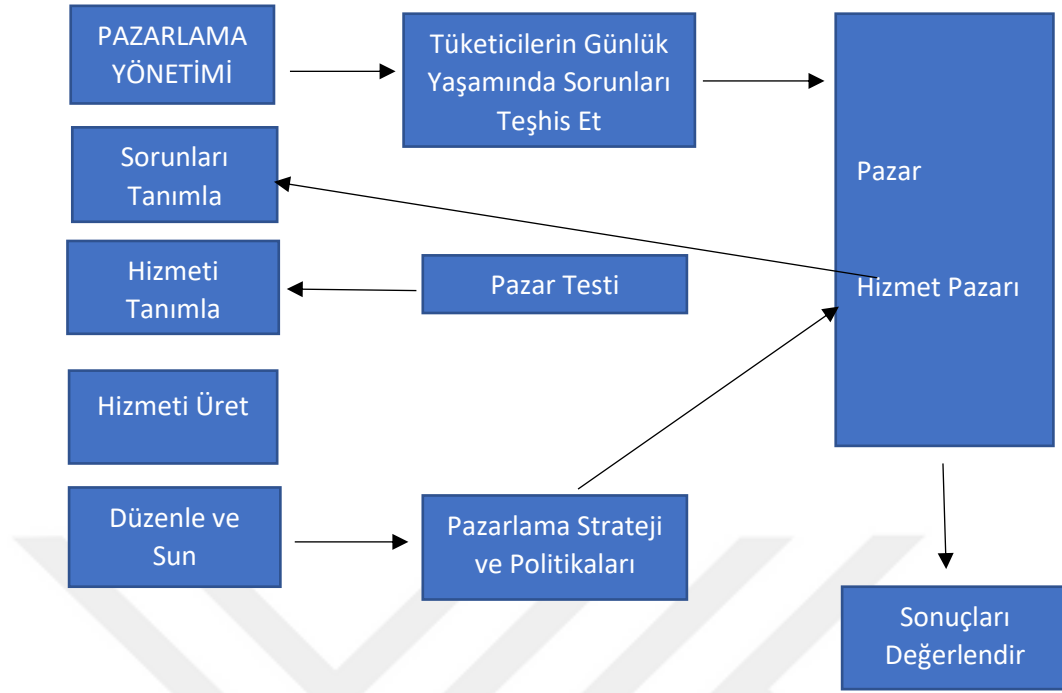 PAZARLAMA
YÖNETİMİ
Tüketicilerin Günlük
Yaşamında Sorunları
Teşhis Et
Pazar
Hizmet Pazarı
Sorunları
Tanımla
Hizmeti
Tanımla
Pazar Testi
Hizmeti Üret
Düzenle ve
Sun
Pazarlama Strateji
ve Politikaları
Sonuçları
Değerlendir